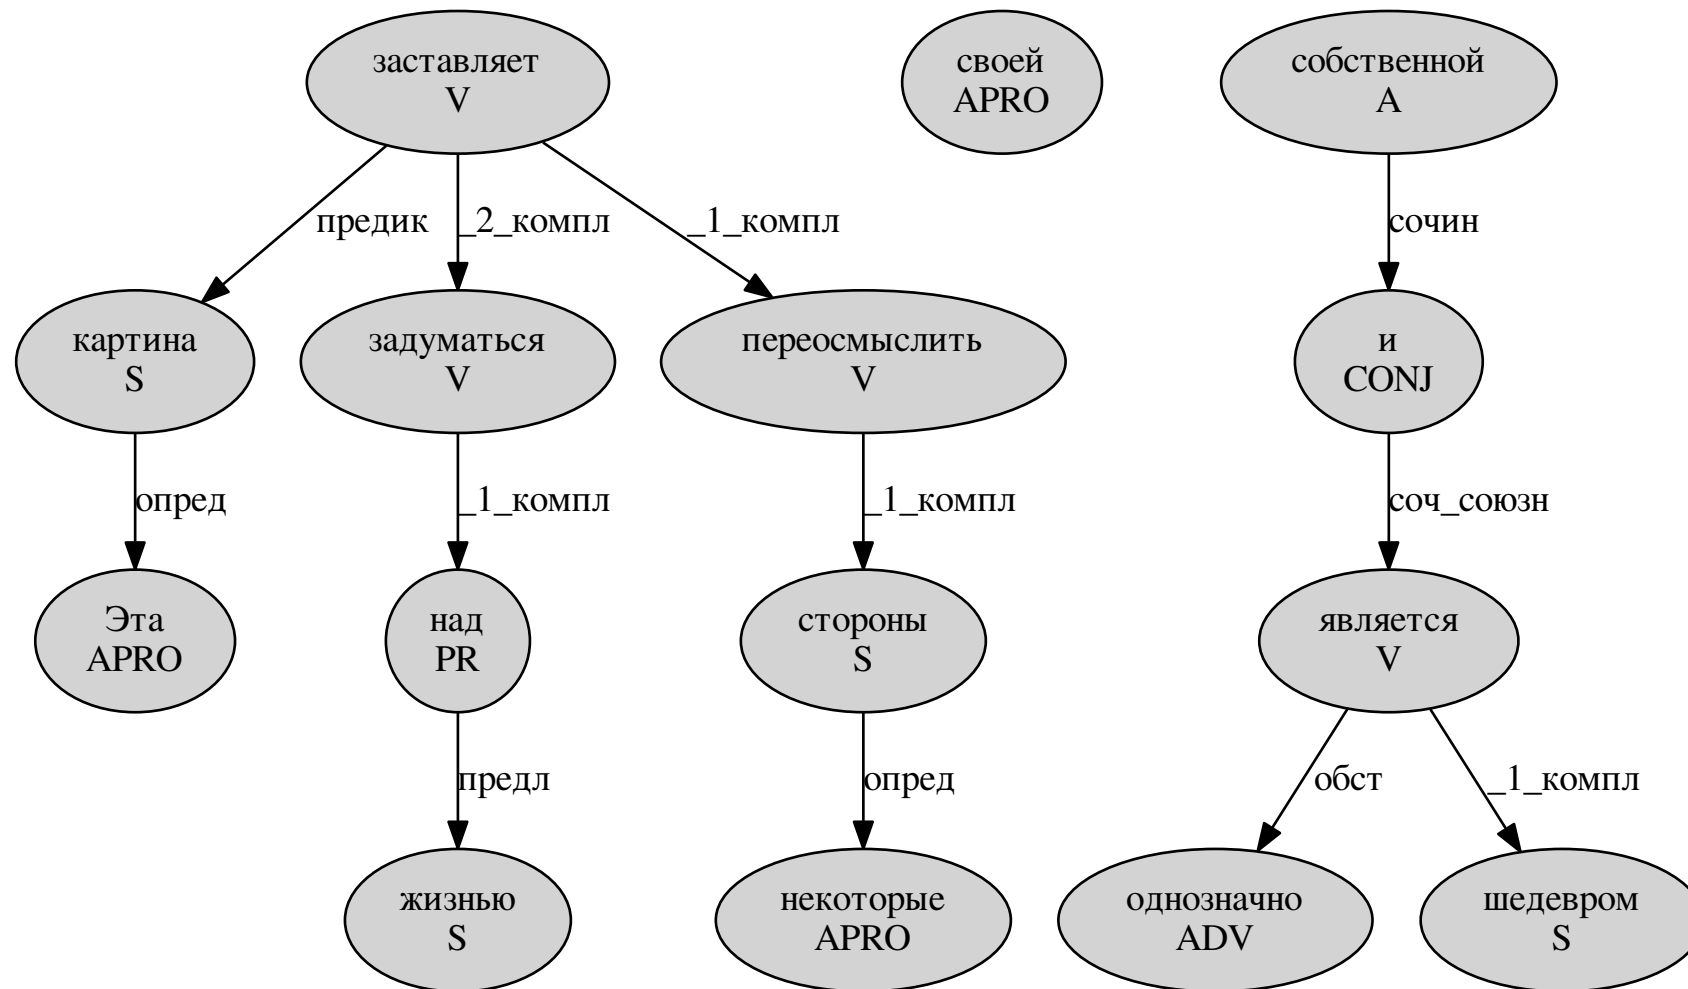 заставляет
V
своей
APRO
собственной
A
предик
_2_компл
_1_компл
сочин
картина
S
задуматься
V
переосмыслить
V
и
CONJ
опред
_1_компл
_1_компл
соч_союзн
Эта
APRO
над
PR
стороны
S
является
V
предл
опред
обст
_1_компл
жизнью
S
некоторые
APRO
однозначно
ADV
шедевром
S